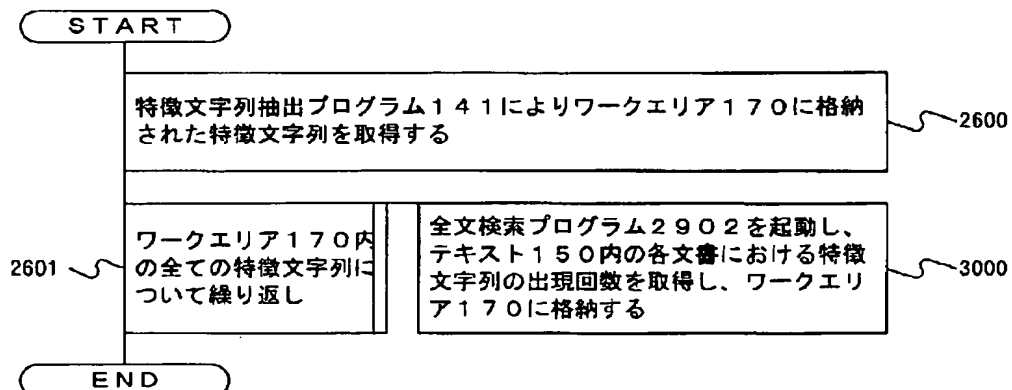 START
特徴文字列抽出プログラム141によりワークエリア170に格納
された特徴文字列を取得する
2600
2601
ワークエリア170内
の全ての特徴文字列に
ついて繰り返し
全文検索プログラム2902を起動し、
テキスト150内の各文書における特徴
文字列の出現回数を取得し、ワークエリ
ア170に格納する
3000
END